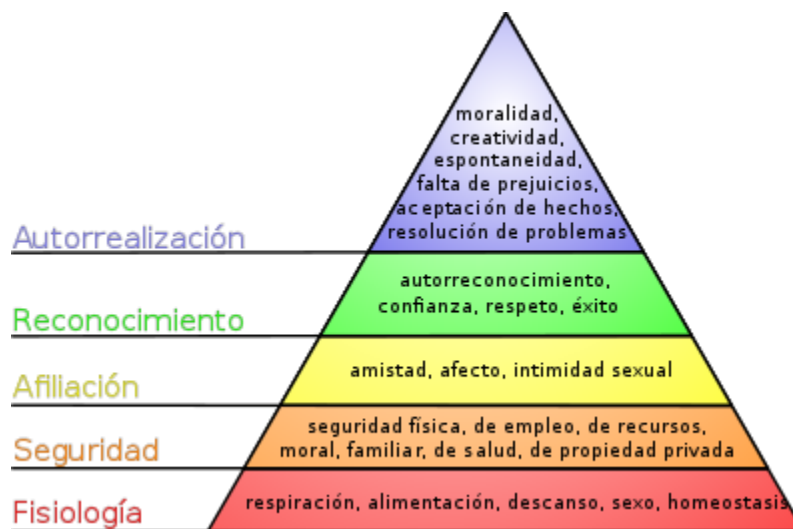 moralidad,
creatividad,
espontaneidad,
falta de prejuicios,
aceptación de hechos,
resolución de problemas
Autorrealización
autorreconocimiento,
confianza, respeto, éxito
Reconocimiento
amistad, afecto, intimidad sexual
Afiliación
seguridad física, de empleo, de recursos,
moral, familiar, de salud, de propiedad privada
Seguridad
respiración, alimentación, descanso, sexo, homeostasis
Fisiología